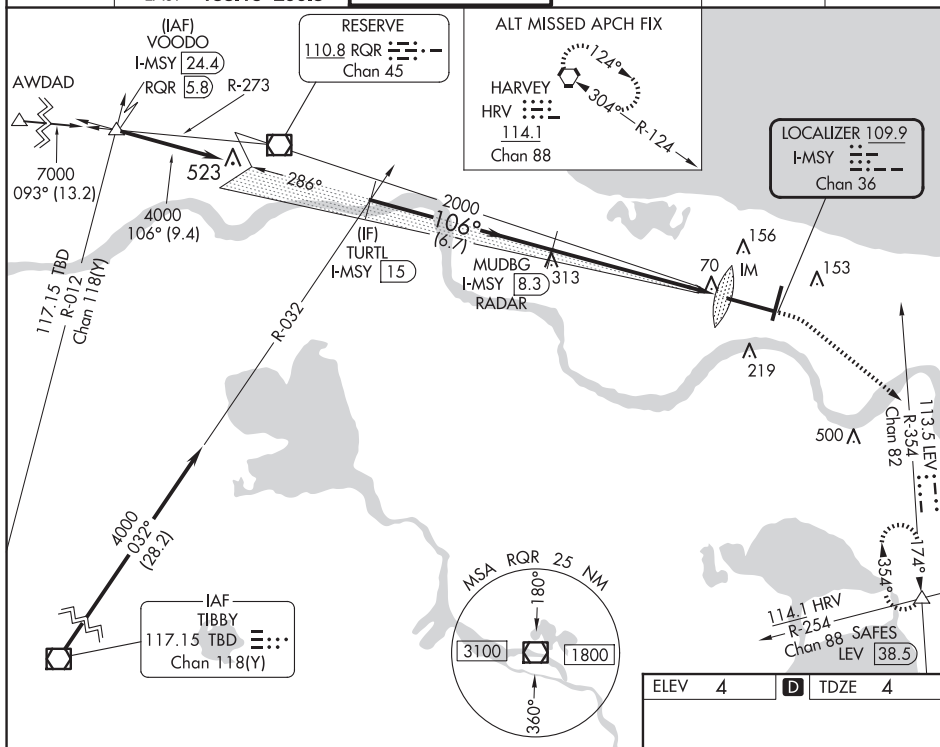 (IAF)
VOODO
I-MSY 24.4
RQR 5.8
R-273
AWDAD
7000
093° (13.2)
4000
106° (9.4)
523
RESERVE
110.8 RQR
Chan 45
ALT MISSED APCH FIX
HARVEY
HRV
114.1
Chan 88
124°
304°
R-124
LOCALIZER 109.9
I-MSY
Chan 36
286°
2000
106°
(6.7)
(IF)
TURTL
I-MSY 15
MUDBG
I-MSY 8.3
RADAR
313
70
IM
156
153
219
500
117.15 TBD
R-012
Chan 118(Y)
R-032
4000
032°
(28.2)
IAF
TIBBY
117.15 TBD
Chan 118(Y)
MSA RQR 25 NM
180°
3100
1800
360°
113.5 LEV
R-354
Chan 82
354°
174°
114.1 HRV
R-254
Chan 88
SAFES
LEV 38.5
ELEV 4 D TDZE 4